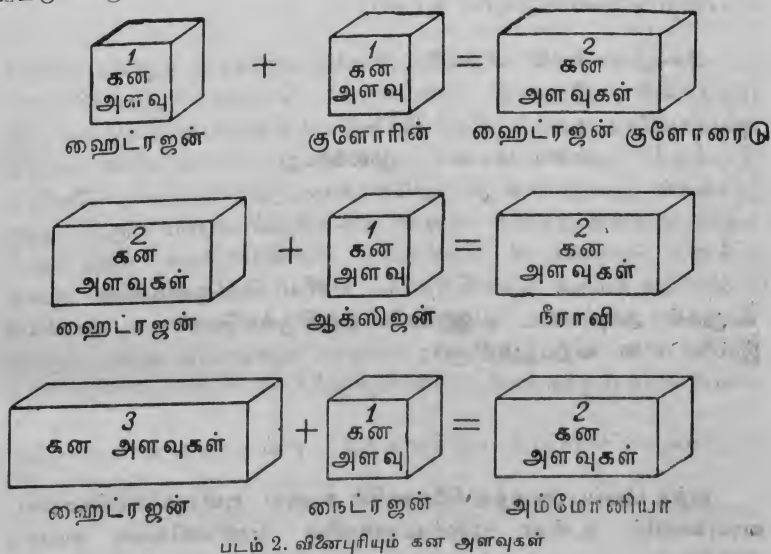 1 1 2
கன கன கன
அளவு + அளவு = அளவுகள்
ஹைட்ரஜன் குளோரின் ஹைட்ரஜன் குளோரைடு
2 1 2
கன கன கன
அளவுகள் + அளவு = அளவுகள்
ஹைட்ரஜன் ஆக்ஸிஜன் நீராவி
3 1 2
கன அளவுகள் + கன அளவு = கன அளவுகள்
ஹைட்ரஜன் நைட்ரஜன் அம்மோனியா
படம் 2. வினைபுரியும் கன அளவுகள்